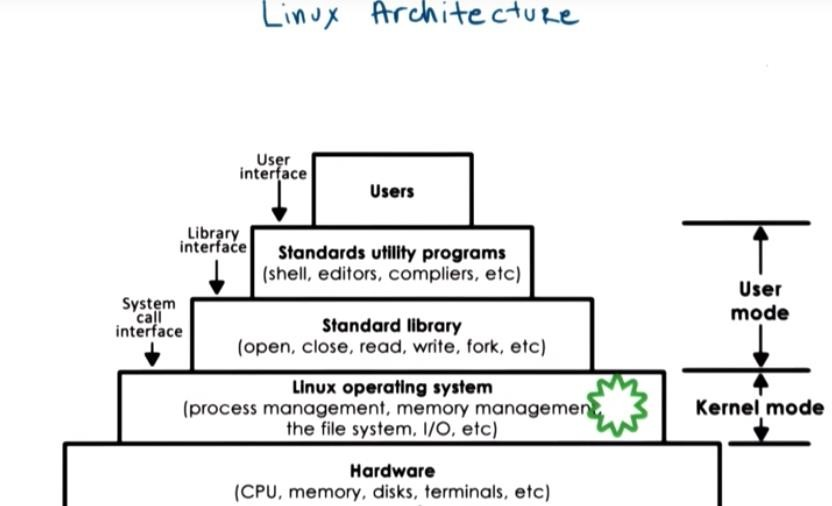 Linux Architecture
User
interface
Users
Library
interface
Standards utility programs
(shell, editors, compliers, etc)
System
call
interface
Standard library
(open, close, read, write, fork, etc)
User
mode
Linux operating system
(process management, memory management,
the file system, I/O, etc)
Kernel mode
Hardware
(CPU, memory, disks, terminals, etc)